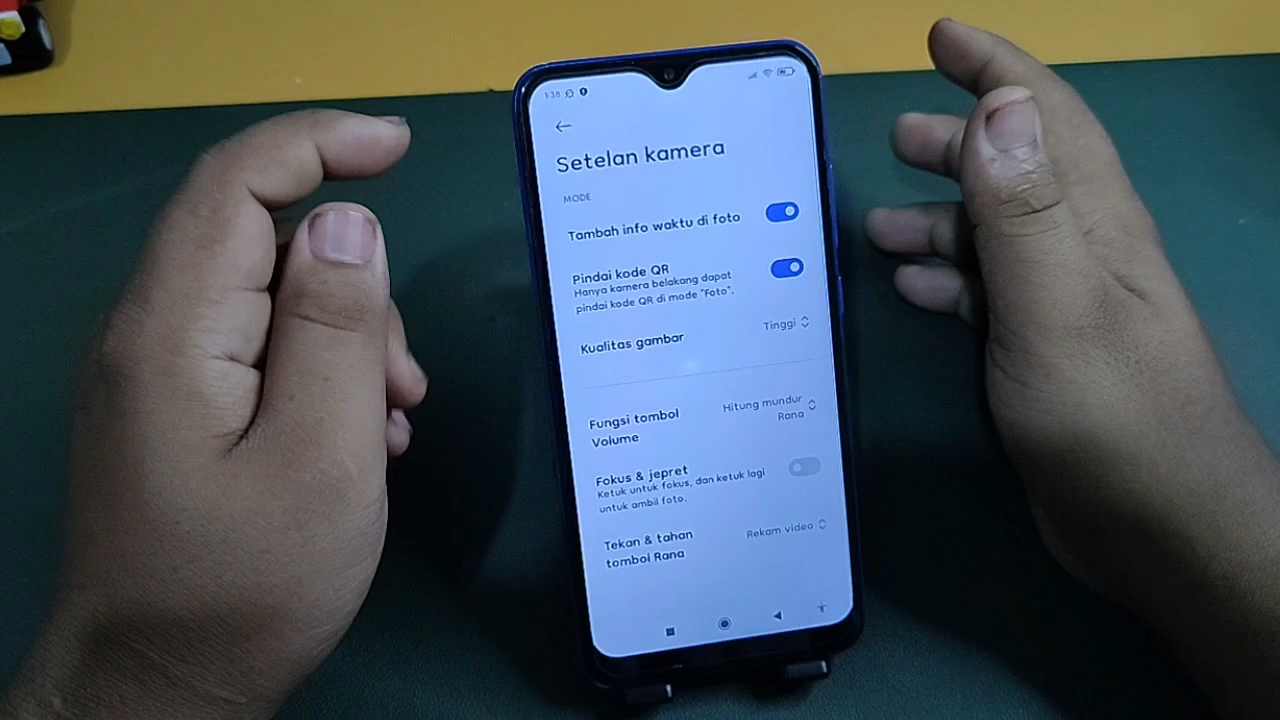 1:38
Setelan kamera
MODE
Tambah info waktu di foto
Pindai kode QR
Hanya kamera belakang dapat
pindai kode QR di mode "Foto".
Kualitas gambar
Tinggi
Fungsi tombol
Volume
Hitung mundur
Rana
Fokus & jepret
Ketuk untuk fokus, dan ketuk lagi
untuk ambil foto.
Tekan & tahan
tombol Rana
Rekam video